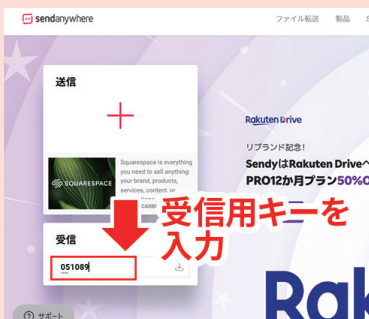 sendanywhere
ファイル転送 製品
送信
Rakuten Drive
リブランド記念!
SendyはRakuten Driveへ
PRO12か月プラン50%O
Squarespace is everything
you need to sell anything:
your brand, products,
services, content, or
SQUARESPACE
受信用キーを
入力
受信
051089
サポート
Rak